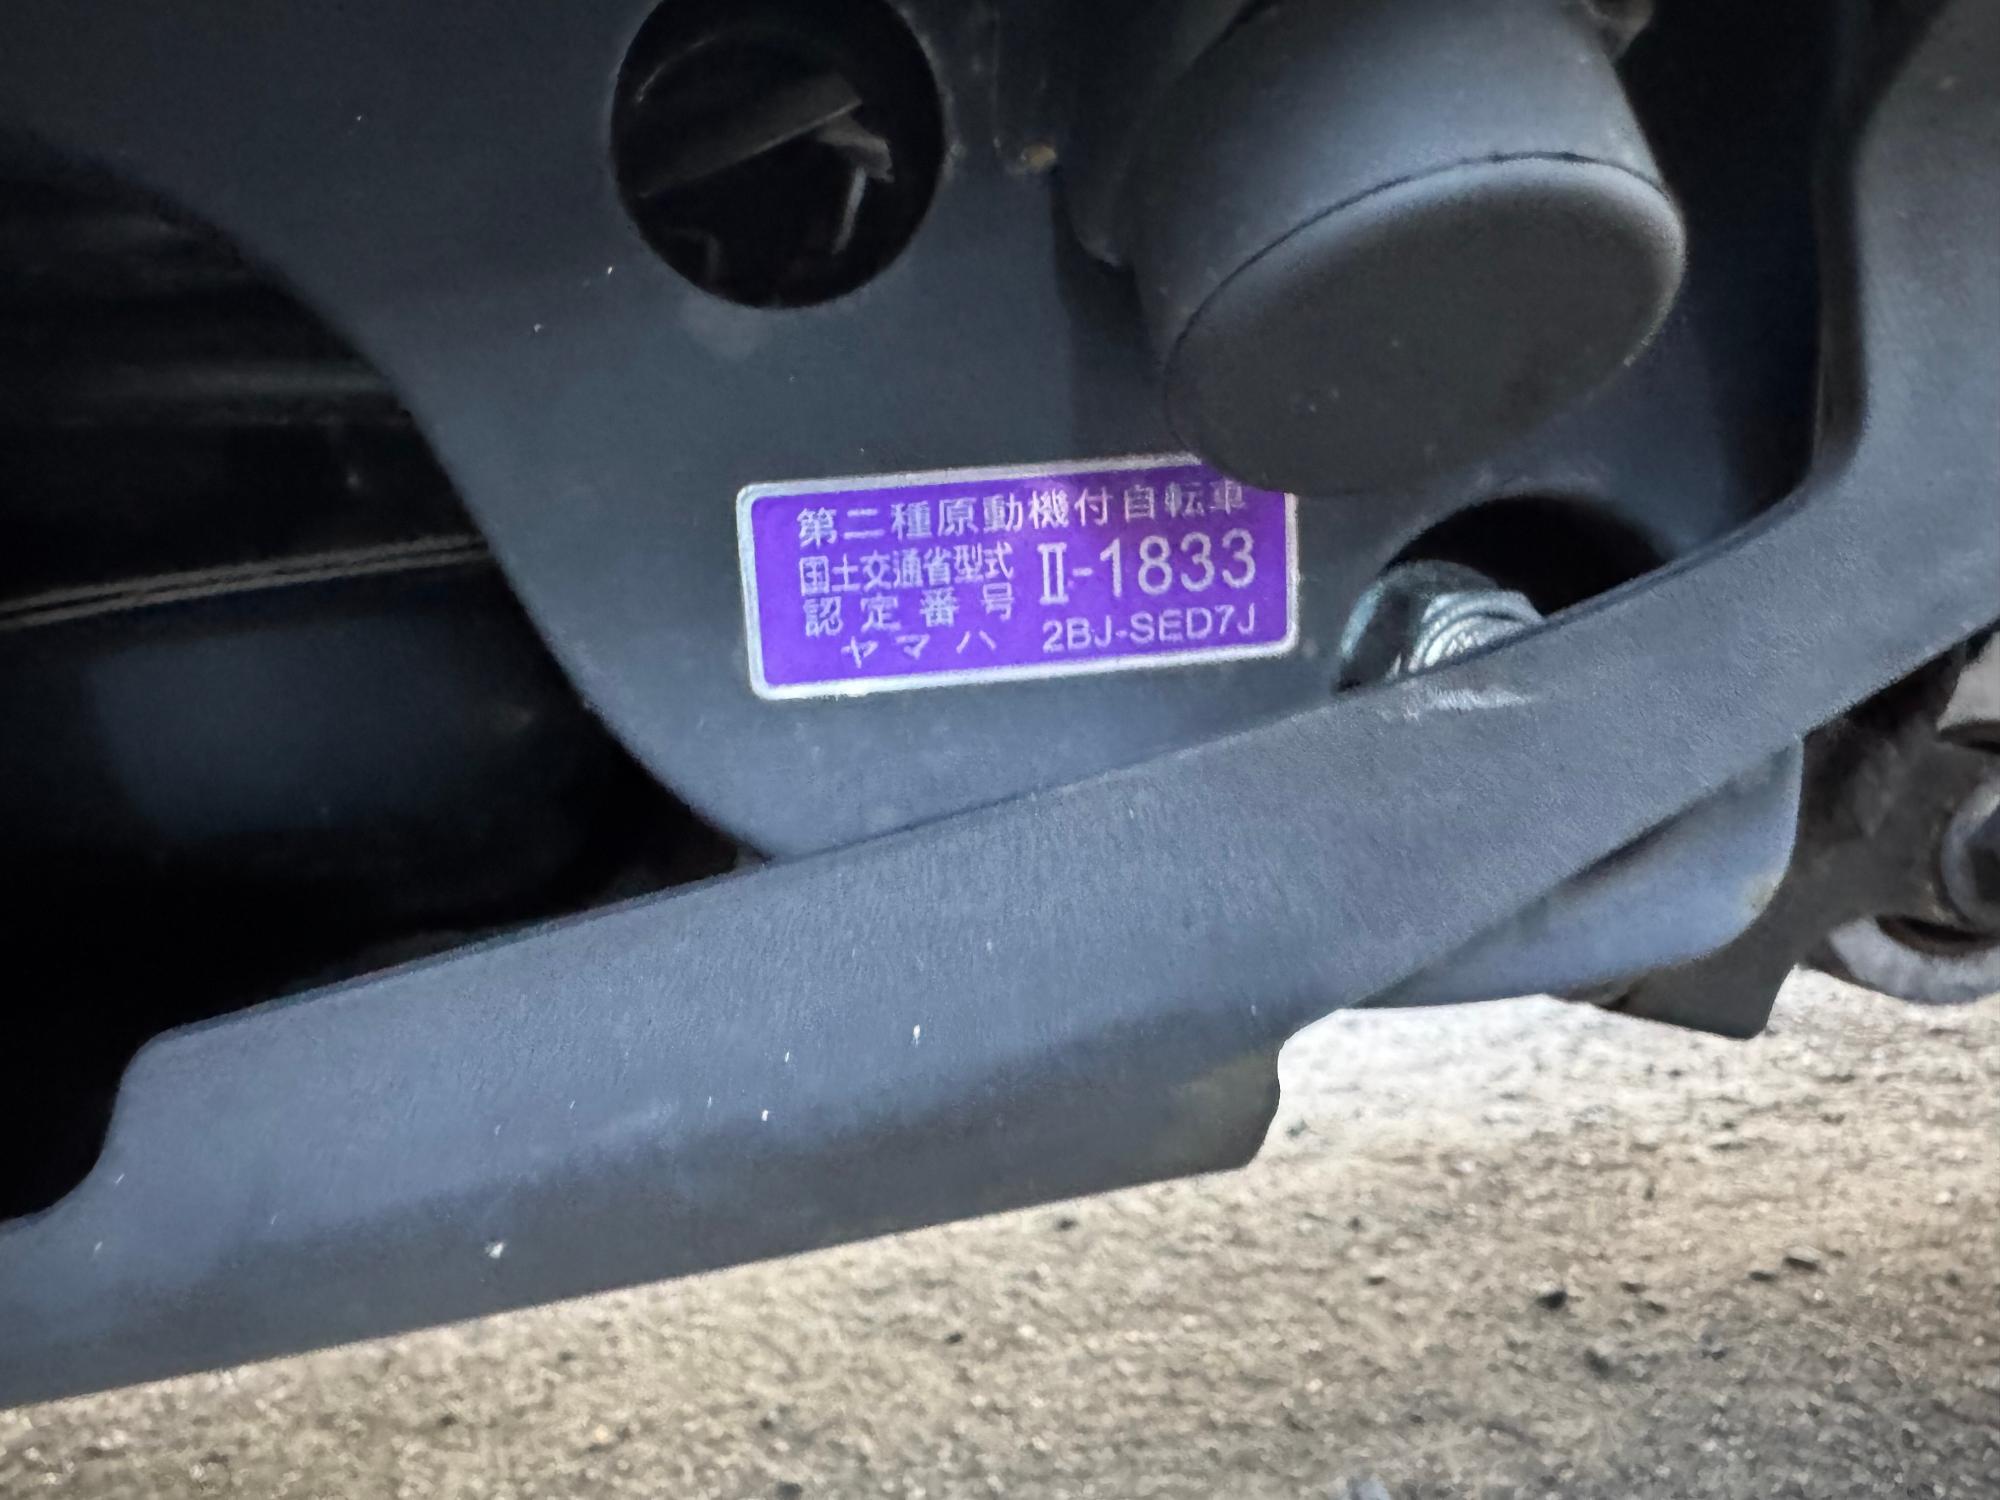 第二種原動機付自転車
国土交通省型式 Ⅱ-1833
認定番号
ヤマハ 2BJ-SED7J